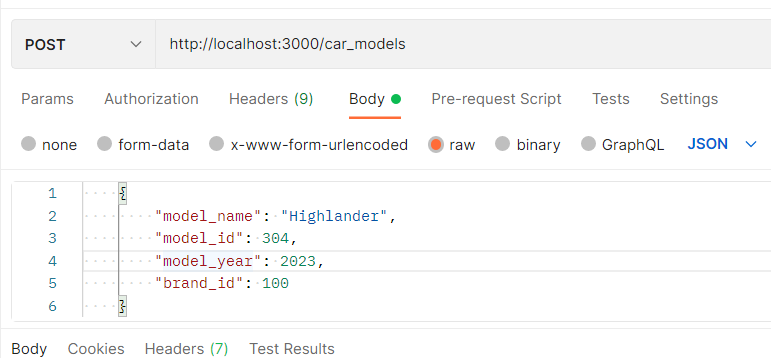 POST http://localhost:3000/car_models
Params Authorization Headers (9) Body Pre-request Script Tests Settings
none form-data x-www-form-urlencoded raw binary GraphQL JSON
1 {
2 "model_name": "Highlander",
3 "model_id": 304,
4 "model_year": 2023,
5 "brand_id": 100
6 }
Body Cookies Headers (7) Test Results